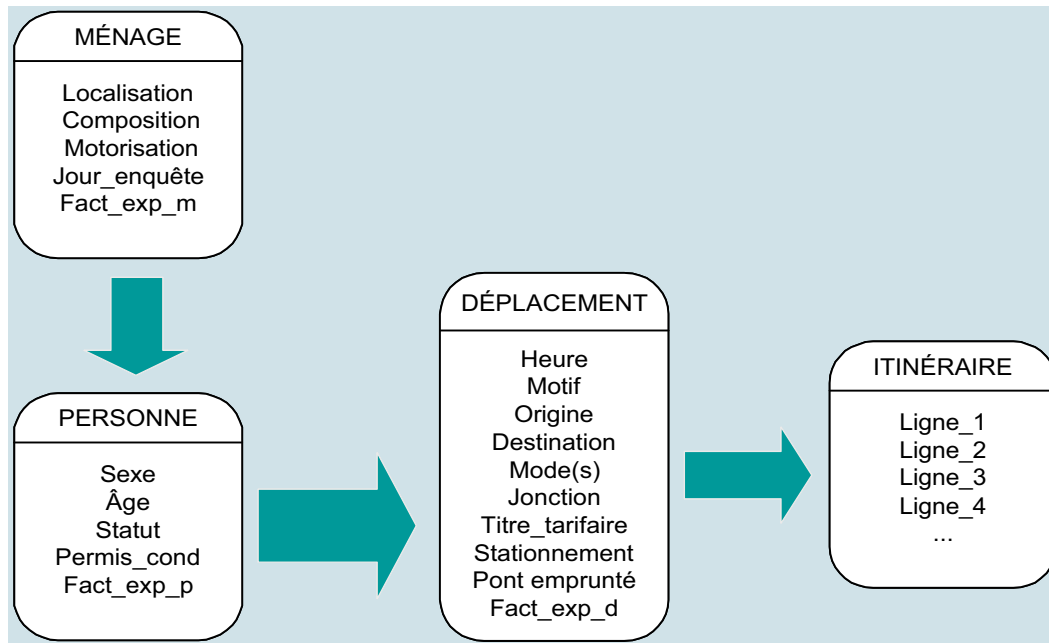 MÉNAGE
Localisation
Composition
Motorisation
Jour_enquête
Fact_exp_m
PERSONNE
Sexe
Âge
Statut
Permis_cond
Fact_exp_p
DÉPLACEMENT
Heure
Motif
Origine
Destination
Mode(s)
Jonction
Titre_tarifaire
Stationnement
Pont emprunté
Fact_exp_d
ITINÉRAIRE
Ligne_1
Ligne_2
Ligne_3
Ligne_4
...